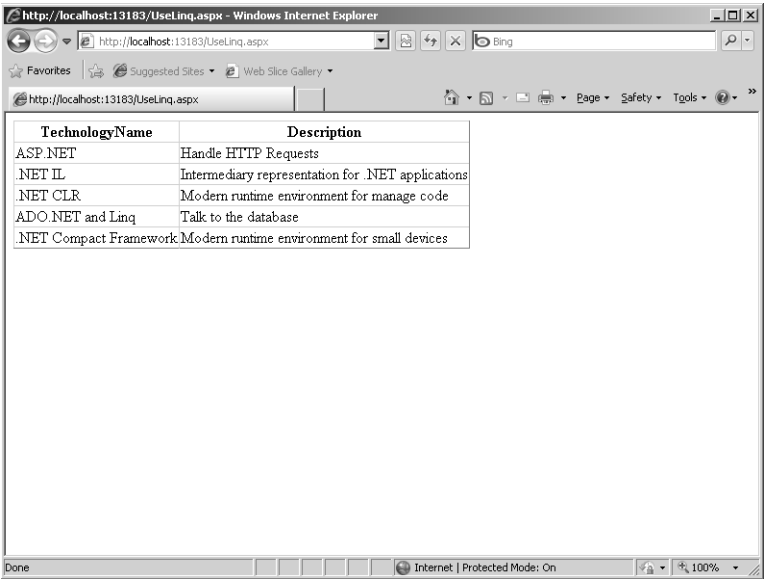 http://localhost:13183/UseLinq.aspx - Windows Internet Explorer
http://localhost:13183/UseLinq.aspx
Bing
Favorites Suggested Sites Web Slice Gallery
http://localhost:13183/UseLinq.aspx
Page Safety Tools
TechnologyName Description
ASP.NET Handle HTTP Requests
.NET IL Intermediary representation for .NET applications
.NET CLR Modern runtime environment for manage code
ADO.NET and Linq Talk to the database
.NET Compact Framework Modern runtime environment for small devices
Done Internet | Protected Mode: On 100%